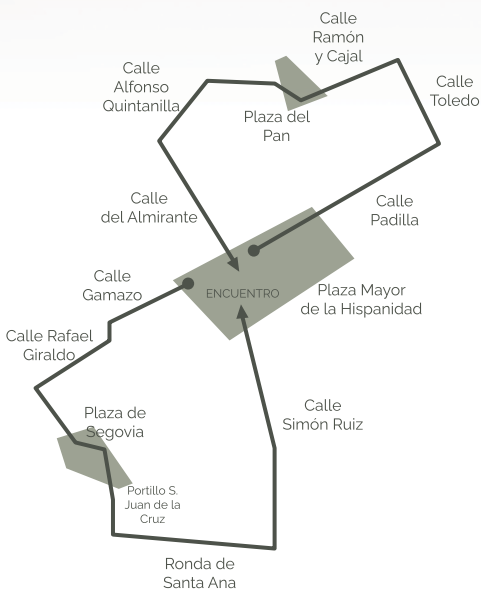 Calle
Ramón
y Cajal
Calle
Alfonso
Quintanilla
Calle
Toledo
Plaza del
Pan
Calle
del Almirante
Calle
Padilla
Calle
Gamazo
ENCUENTRO
Plaza Mayor
de la Hispanidad
Calle Rafael
Giraldo
Plaza de
Segovia
Calle
Simón Ruiz
Portillo S.
Juan de la
Cruz
Ronda de
Santa Ana